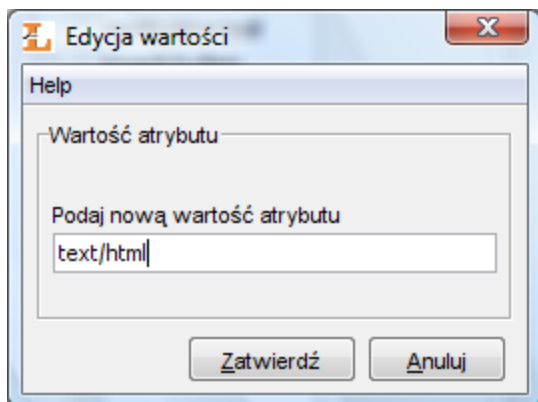 Edycja wartości
Help
Wartość atrybutu
Podaj nową wartość atrybutu
text/html
Zatwierdź Anuluj